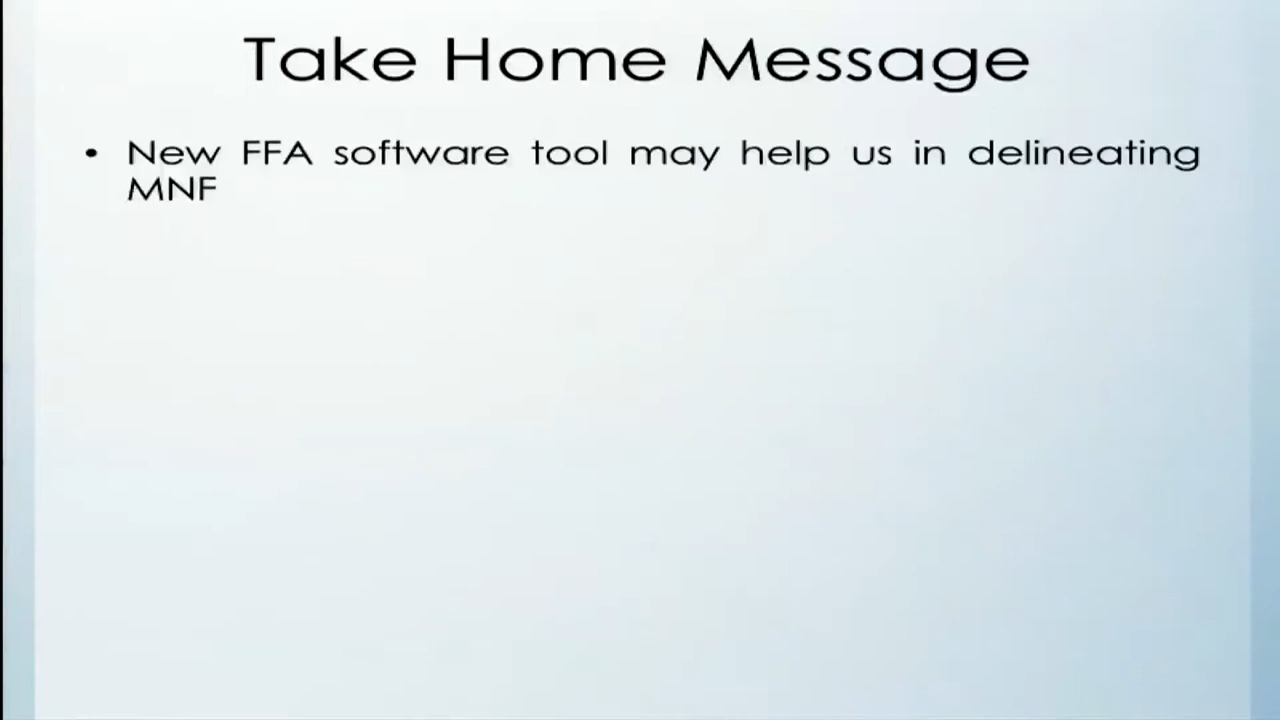 Take Home Message
• New FFA software tool may help us in delineating
MNF